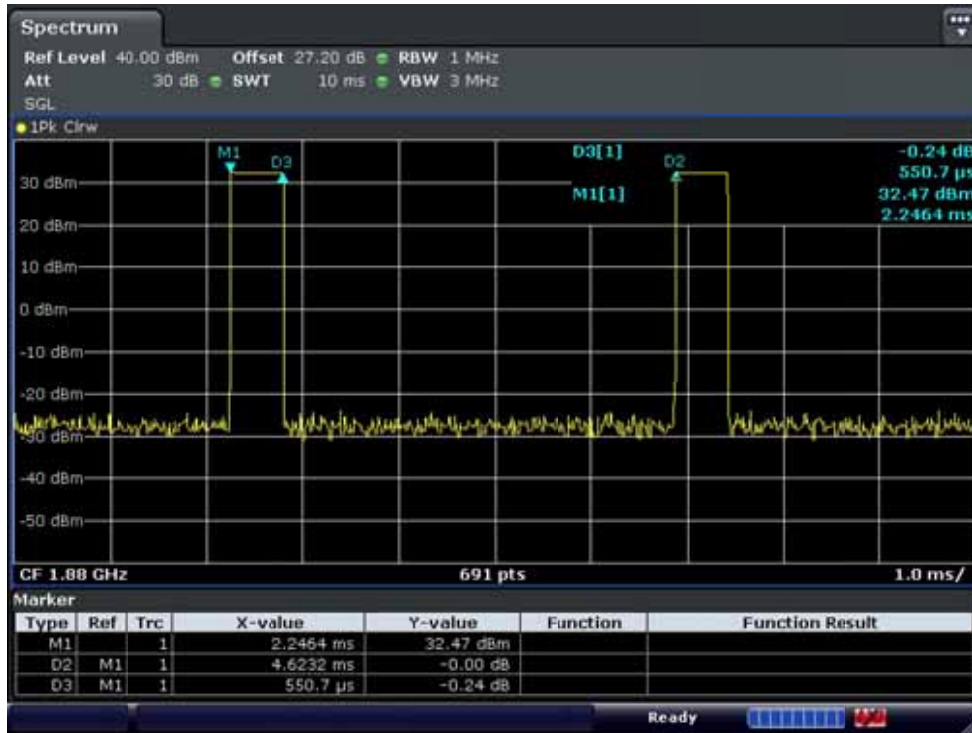 Spectrum
Ref Level 40.00 dBm Offset 27.20 dB RBW 1 MHz
Att 30 dB SWT 10 ms VBW 3 MHz
SGL
1Pk Clrw
M1 D3 D3[1] D2 -0.24 dB
550.7 µs
30 dBm
M1[1] 32.47 dBm
2.2464 ms
20 dBm
10 dBm
0 dBm
-10 dBm
-20 dBm
-30 dBm
-40 dBm
-50 dBm
CF 1.88 GHz 691 pts 1.0 ms/
Marker
Type Ref Trc X-value Y-value Function Function Result
M1 1 2.2464 ms 32.47 dBm
D2 M1 1 4.6232 ms -0.00 dB
D3 M1 1 550.7 µs -0.24 dB
Ready